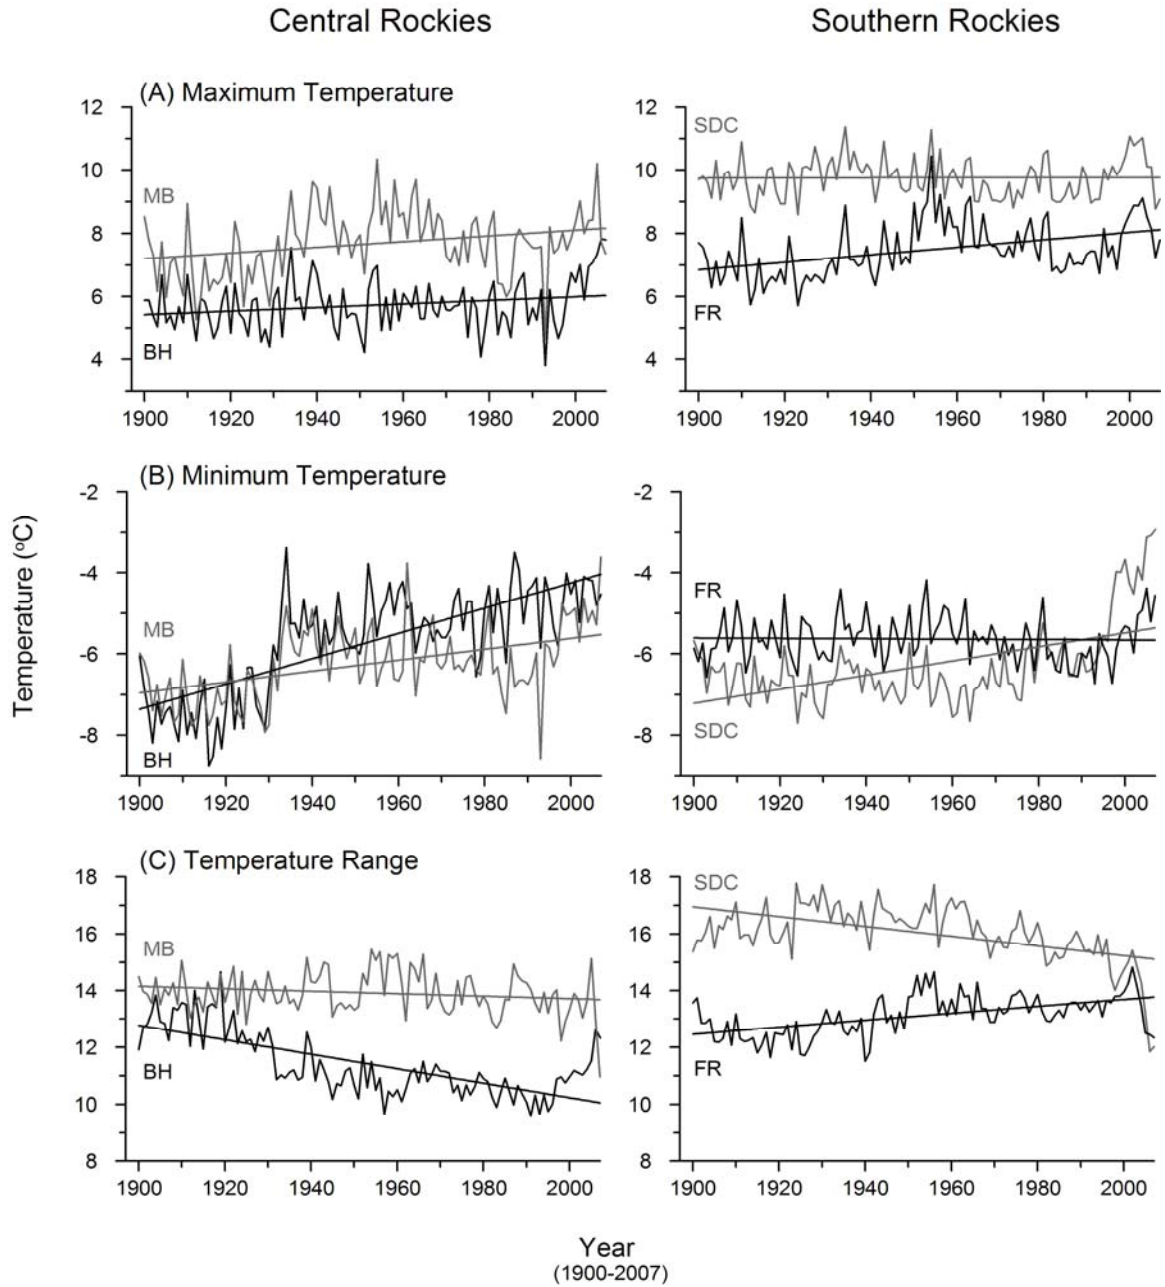 Central Rockies
Southern Rockies
(A) Maximum Temperature
12
10
8
6
4
MB
BH
1900 1920 1940 1960 1980 2000
12
10
8
6
4
SDC
FR
1900 1920 1940 1960 1980 2000
(B) Minimum Temperature
Temperature (°C)
-2
-4
-6
-8
MB
BH
1900 1920 1940 1960 1980 2000
-2
-4
-6
-8
FR
SDC
1900 1920 1940 1960 1980 2000
(C) Temperature Range
18
16
14
12
10
8
MB
BH
1900 1920 1940 1960 1980 2000
18
16
14
12
10
8
SDC
FR
1900 1920 1940 1960 1980 2000
Year
(1900-2007)